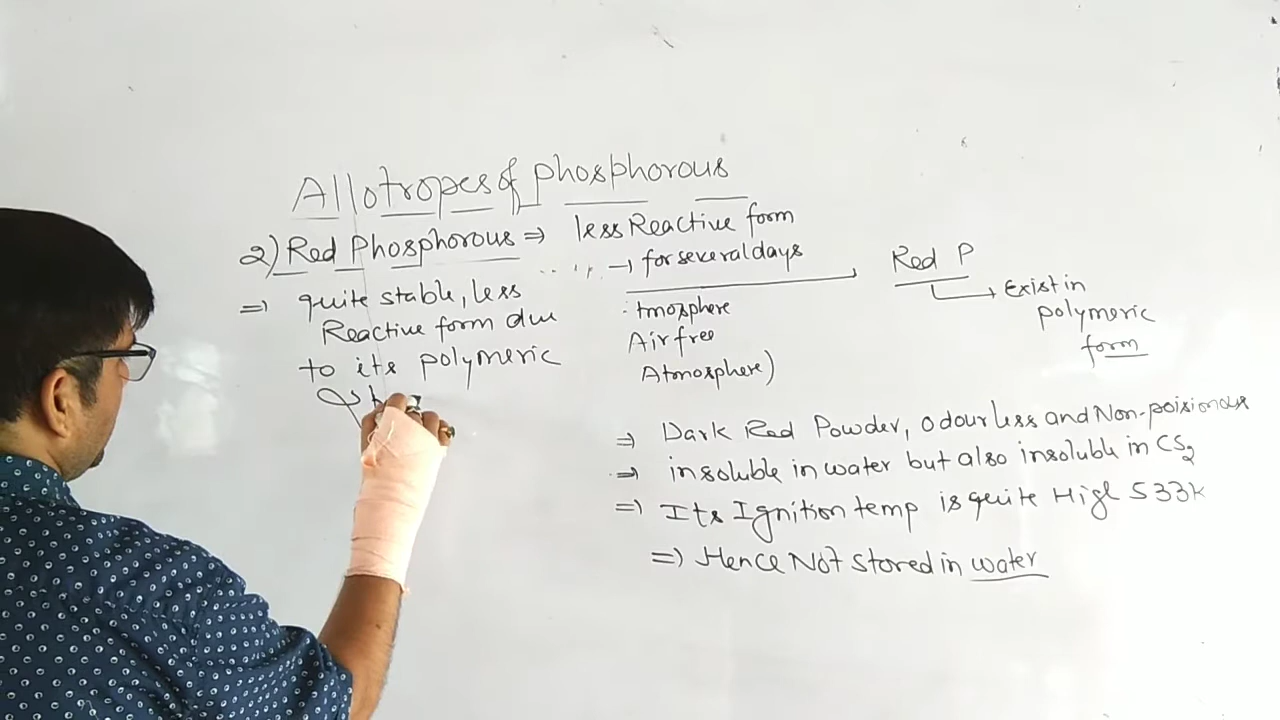 Allotropes of phosphorous
2) Red Phosphorous ⇒ less Reactive form
→ for several days
⇒ quite stable, less
Reactive form due
to its polymeric
tmosphere
Air free
Atmosphere)
Red P
→ Exist in
polymeric
form
⇒ Dark Red Powder, odourless and Non-poisionous
⇒ insoluble in water but also insoluble in CS2
⇒ Its Ignition temp is quite High 533k
⇒ Hence Not stored in water